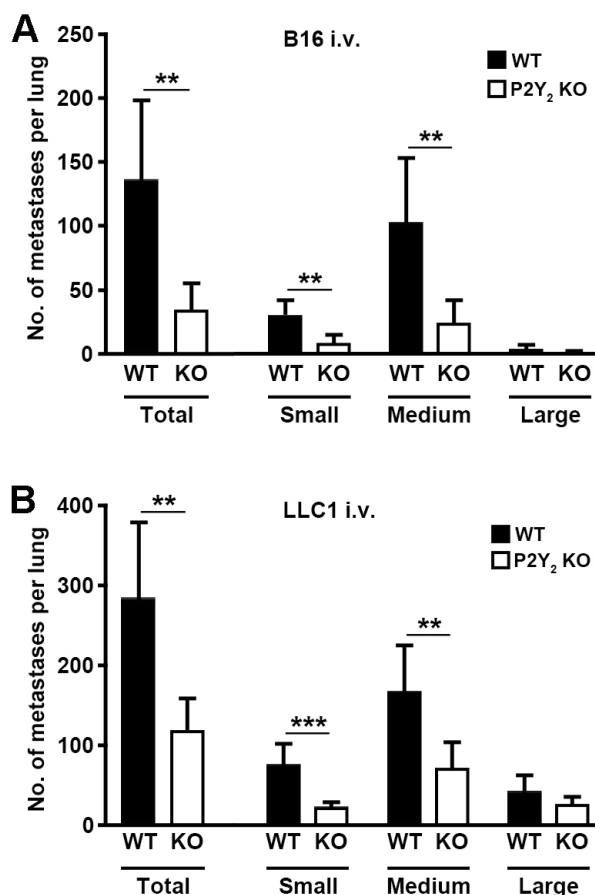 A
B16 i.v.
No. of metastases per lung
250
200
150
100
50
0
WT
P2Y₂ KO
**
**
**
WT KO WT KO WT KO WT KO
Total Small Medium Large
B
LLC1 i.v.
No. of metastases per lung
400
300
200
100
0
WT
P2Y₂ KO
**
***
**
WT KO WT KO WT KO WT KO
Total Small Medium Large